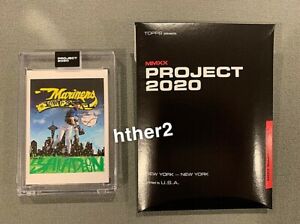 PROJECT
2020
Mariners
hther2
TOPPS
MMXX
PROJECT
2020
NEW YORK – NEW YORK
U.S.A.